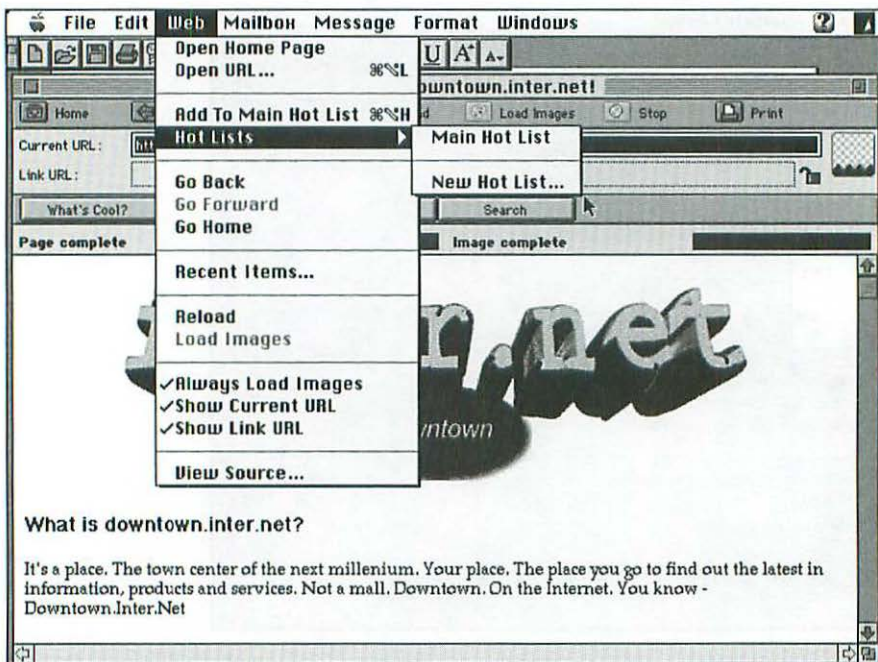 File Edit Web Mailbox Message Format Windows
U A A
Open Home Page
Open URL... ⌘⌥L
Add To Main Hot List ⌘⌥H
Hot Lists
Main Hot List
New Hot List...
Go Back
Go Forward
Go Home
Recent Items...
Reload
Load Images
✓Always Load Images
✓Show Current URL
✓Show Link URL
View Source...
owntown.inter.net!
Home
Load Images
Stop
Print
Current URL:
Link URL:
What's Cool?
Search
Page complete
Image complete
r.net
ntown
What is downtown.inter.net?
It's a place. The town center of the next millenium. Your place. The place you go to find out the latest in
information, products and services. Not a mall. Downtown. On the Internet. You know -
Downtown.Inter.Net